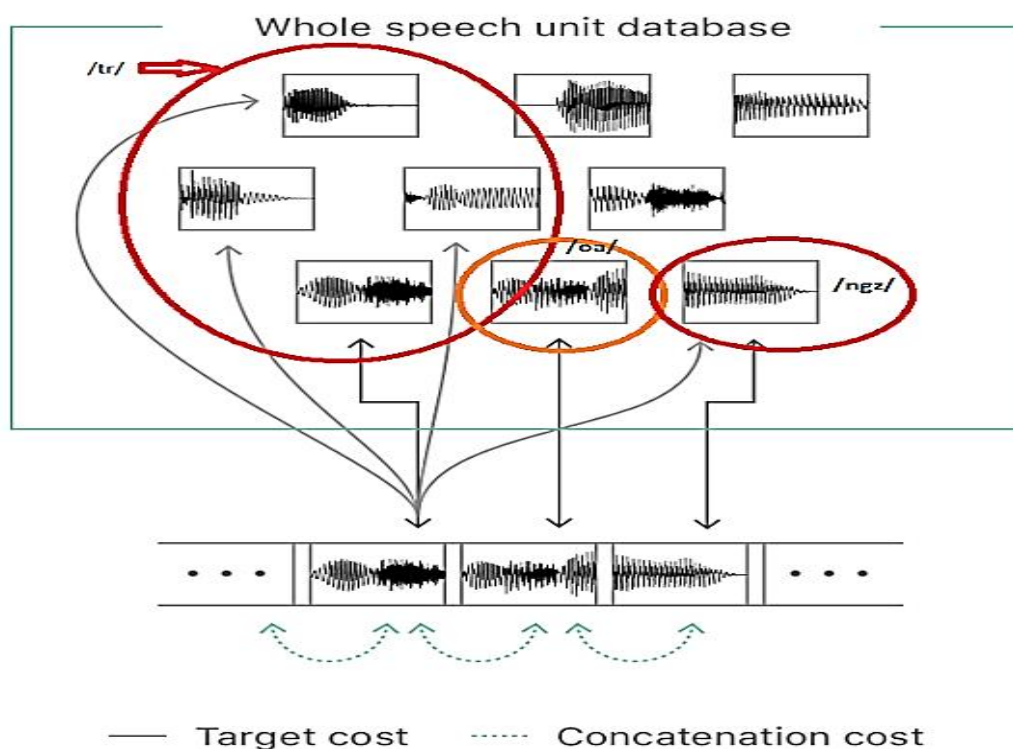 Whole speech unit database
/tr/
/oa/
/ngz/
• • •
• • •
Target cost
Concatenation cost